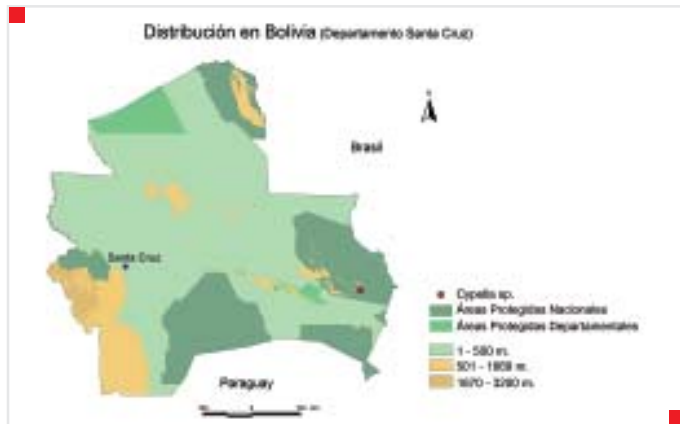 Distribución en Bolivia (Departamento Santa Cruz)
Brasil
Santa Cruz
Cypella sp.
Áreas Protegidas Nacionales
Áreas Protegidas Departamentales
1 - 500 m.
Paraguay